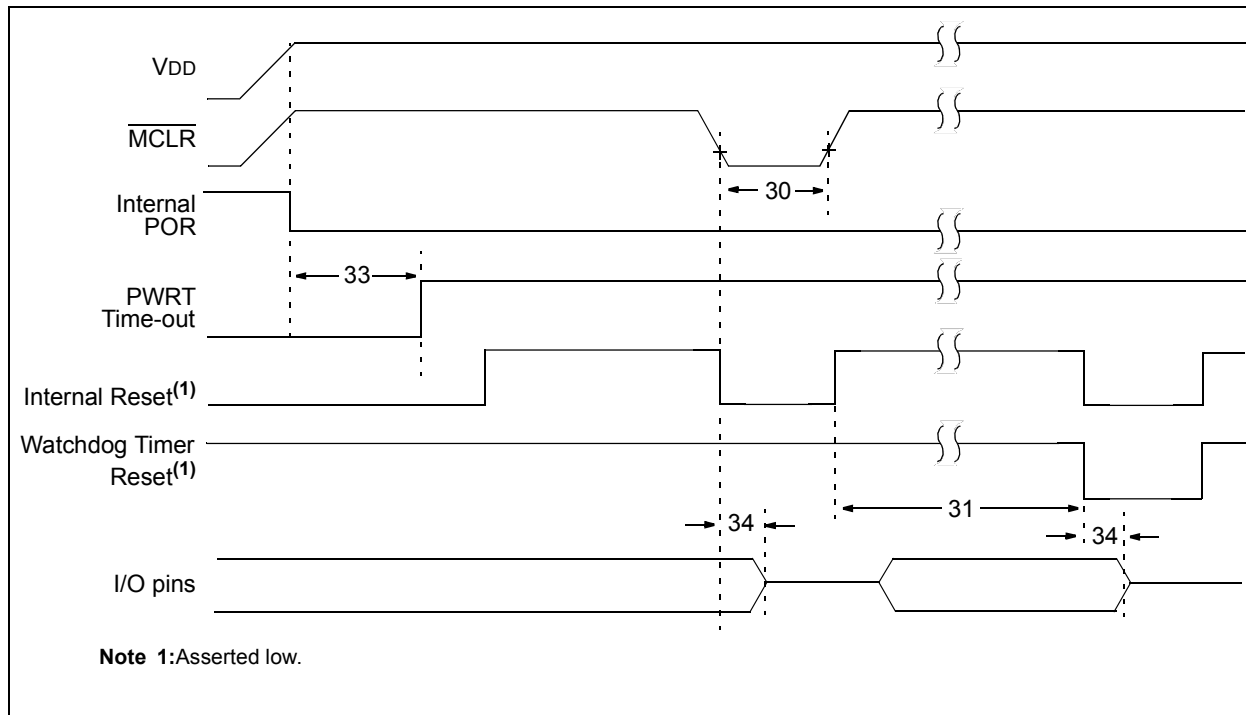 VDD
MCLR
30
Internal
POR
33
PWRT
Time-out
Internal Reset(1)
Watchdog Timer
Reset(1)
31
34
34
I/O pins
Note 1:Asserted low.